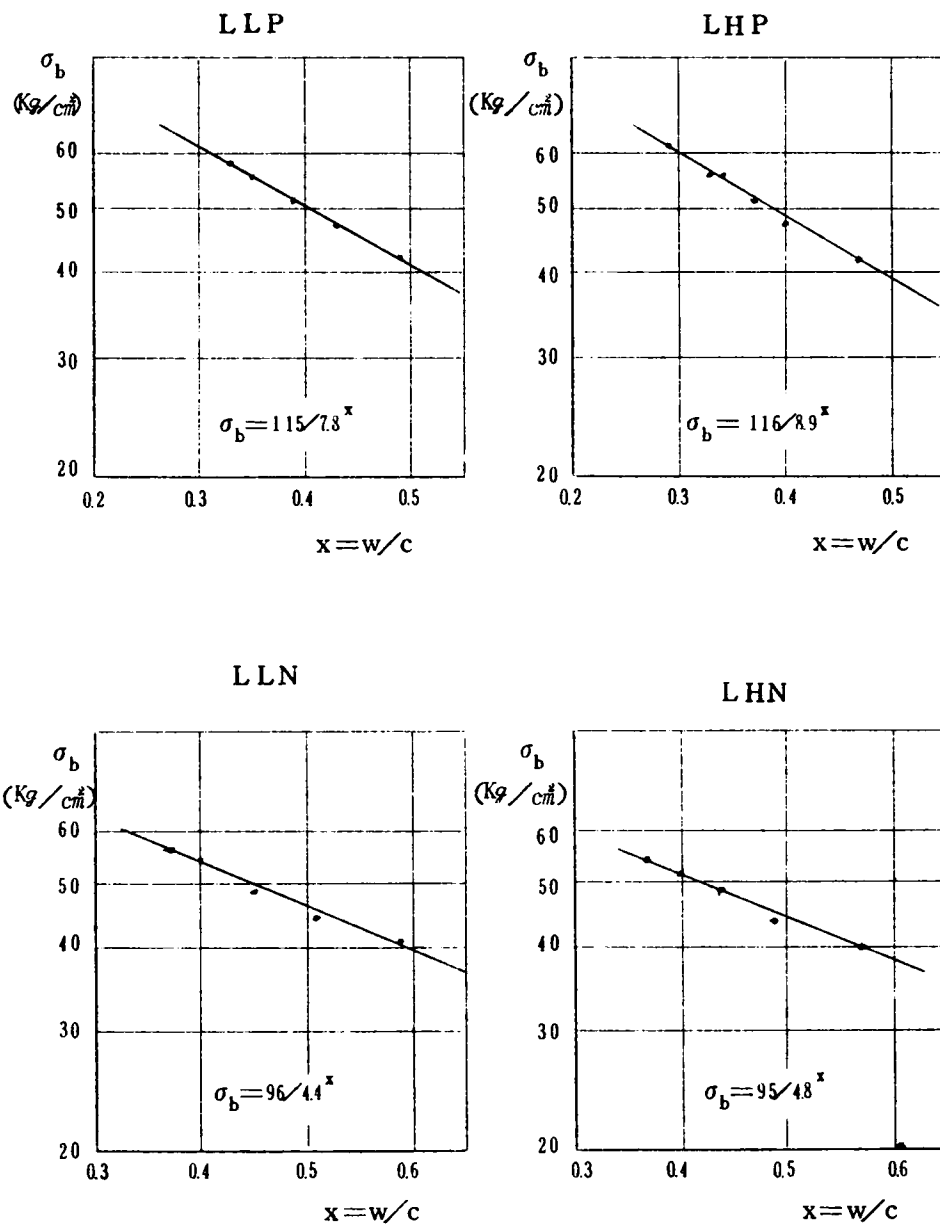 LLP
σb
(Kg/cm²)
60
50
40
30
20
σb=115/7.8^x
0.2 0.3 0.4 0.5
x=w/c
LHP
σb
(Kg/cm²)
60
50
40
30
20
σb=116/8.9^x
0.2 0.3 0.4 0.5
x=w/c
LLN
σb
(Kg/cm²)
60
50
40
30
20
σb=96/4.4^x
0.3 0.4 0.5 0.6
x=w/c
LHN
σb
(Kg/cm²)
60
50
40
30
20
σb=95/4.8^x
0.3 0.4 0.5 0.6
x=w/c